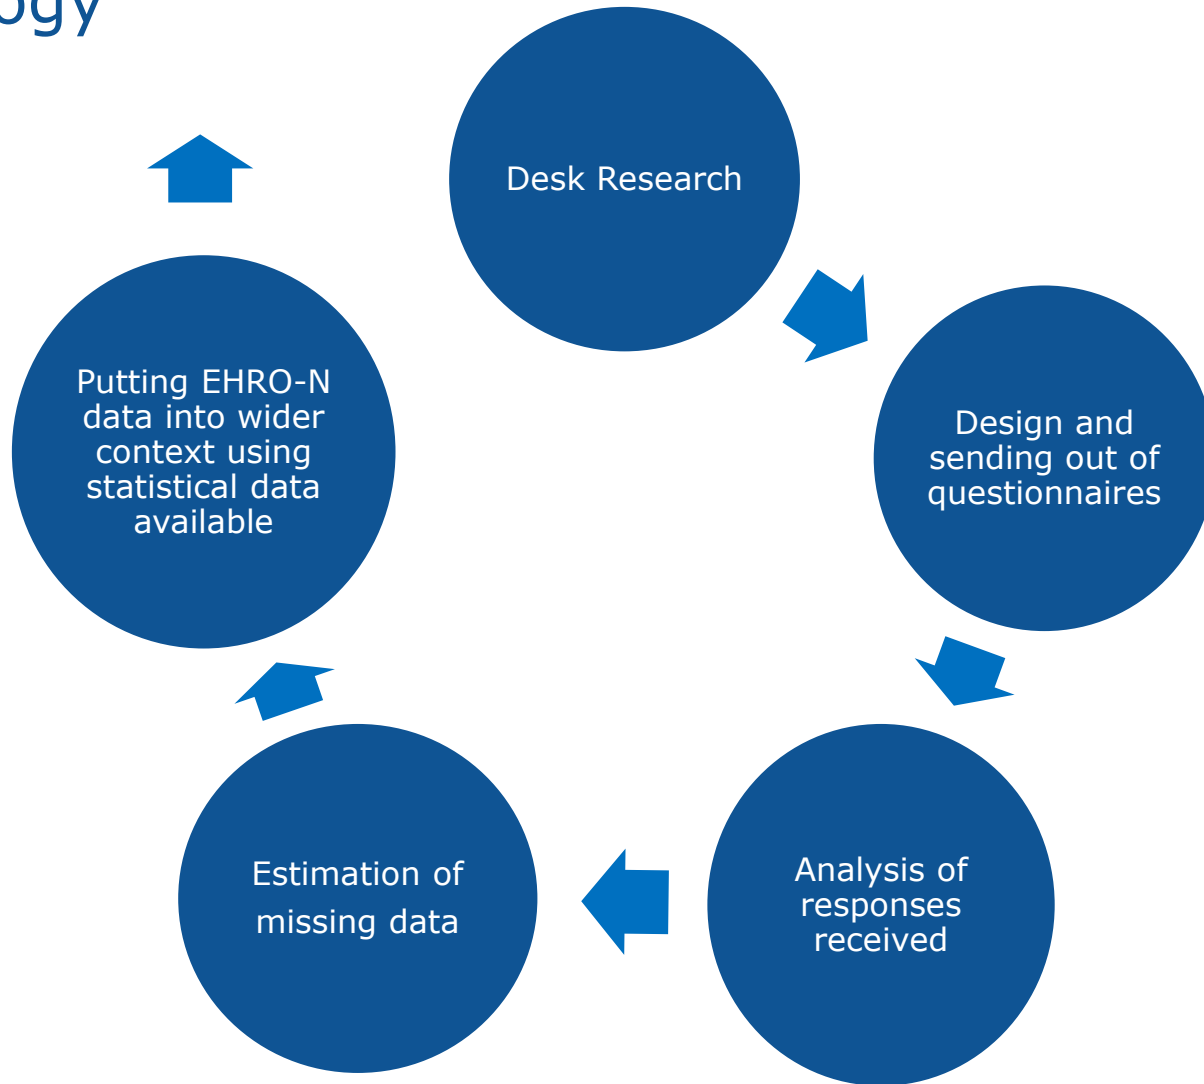 ogy
Desk Research
Design and
sending out of
questionnaires
Analysis of
responses
received
Estimation of
missing data
Putting EHRO-N
data into wider
context using
statistical data
available